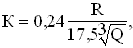 К = 0,24 R / 17,5 ∛Q,